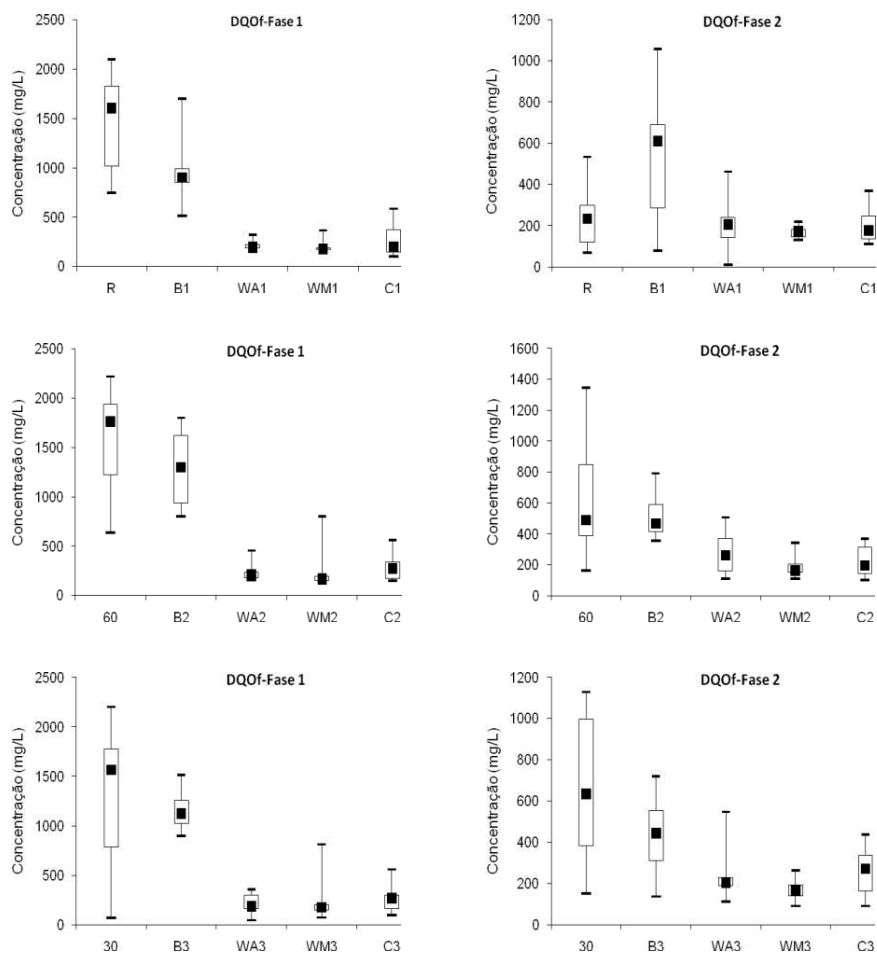 DQOf-Fase 1
Concentração (mg/L)
2500
2000
1500
1000
500
0
R B1 WA1 WM1 C1
DQOf-Fase 2
Concentração (mg/L)
1200
1000
800
600
400
200
0
R B1 WA1 WM1 C1
DQOf-Fase 1
Concentração (mg/L)
2500
2000
1500
1000
500
0
60 B2 WA2 WM2 C2
DQOf-Fase 2
Concentração (mg/L)
1600
1400
1200
1000
800
600
400
200
0
60 B2 WA2 WM2 C2
DQOf-Fase 1
Concentração (mg/L)
2500
2000
1500
1000
500
0
30 B3 WA3 WM3 C3
DQOf-Fase 2
Concentração (mg/L)
1200
1000
800
600
400
200
0
30 B3 WA3 WM3 C3